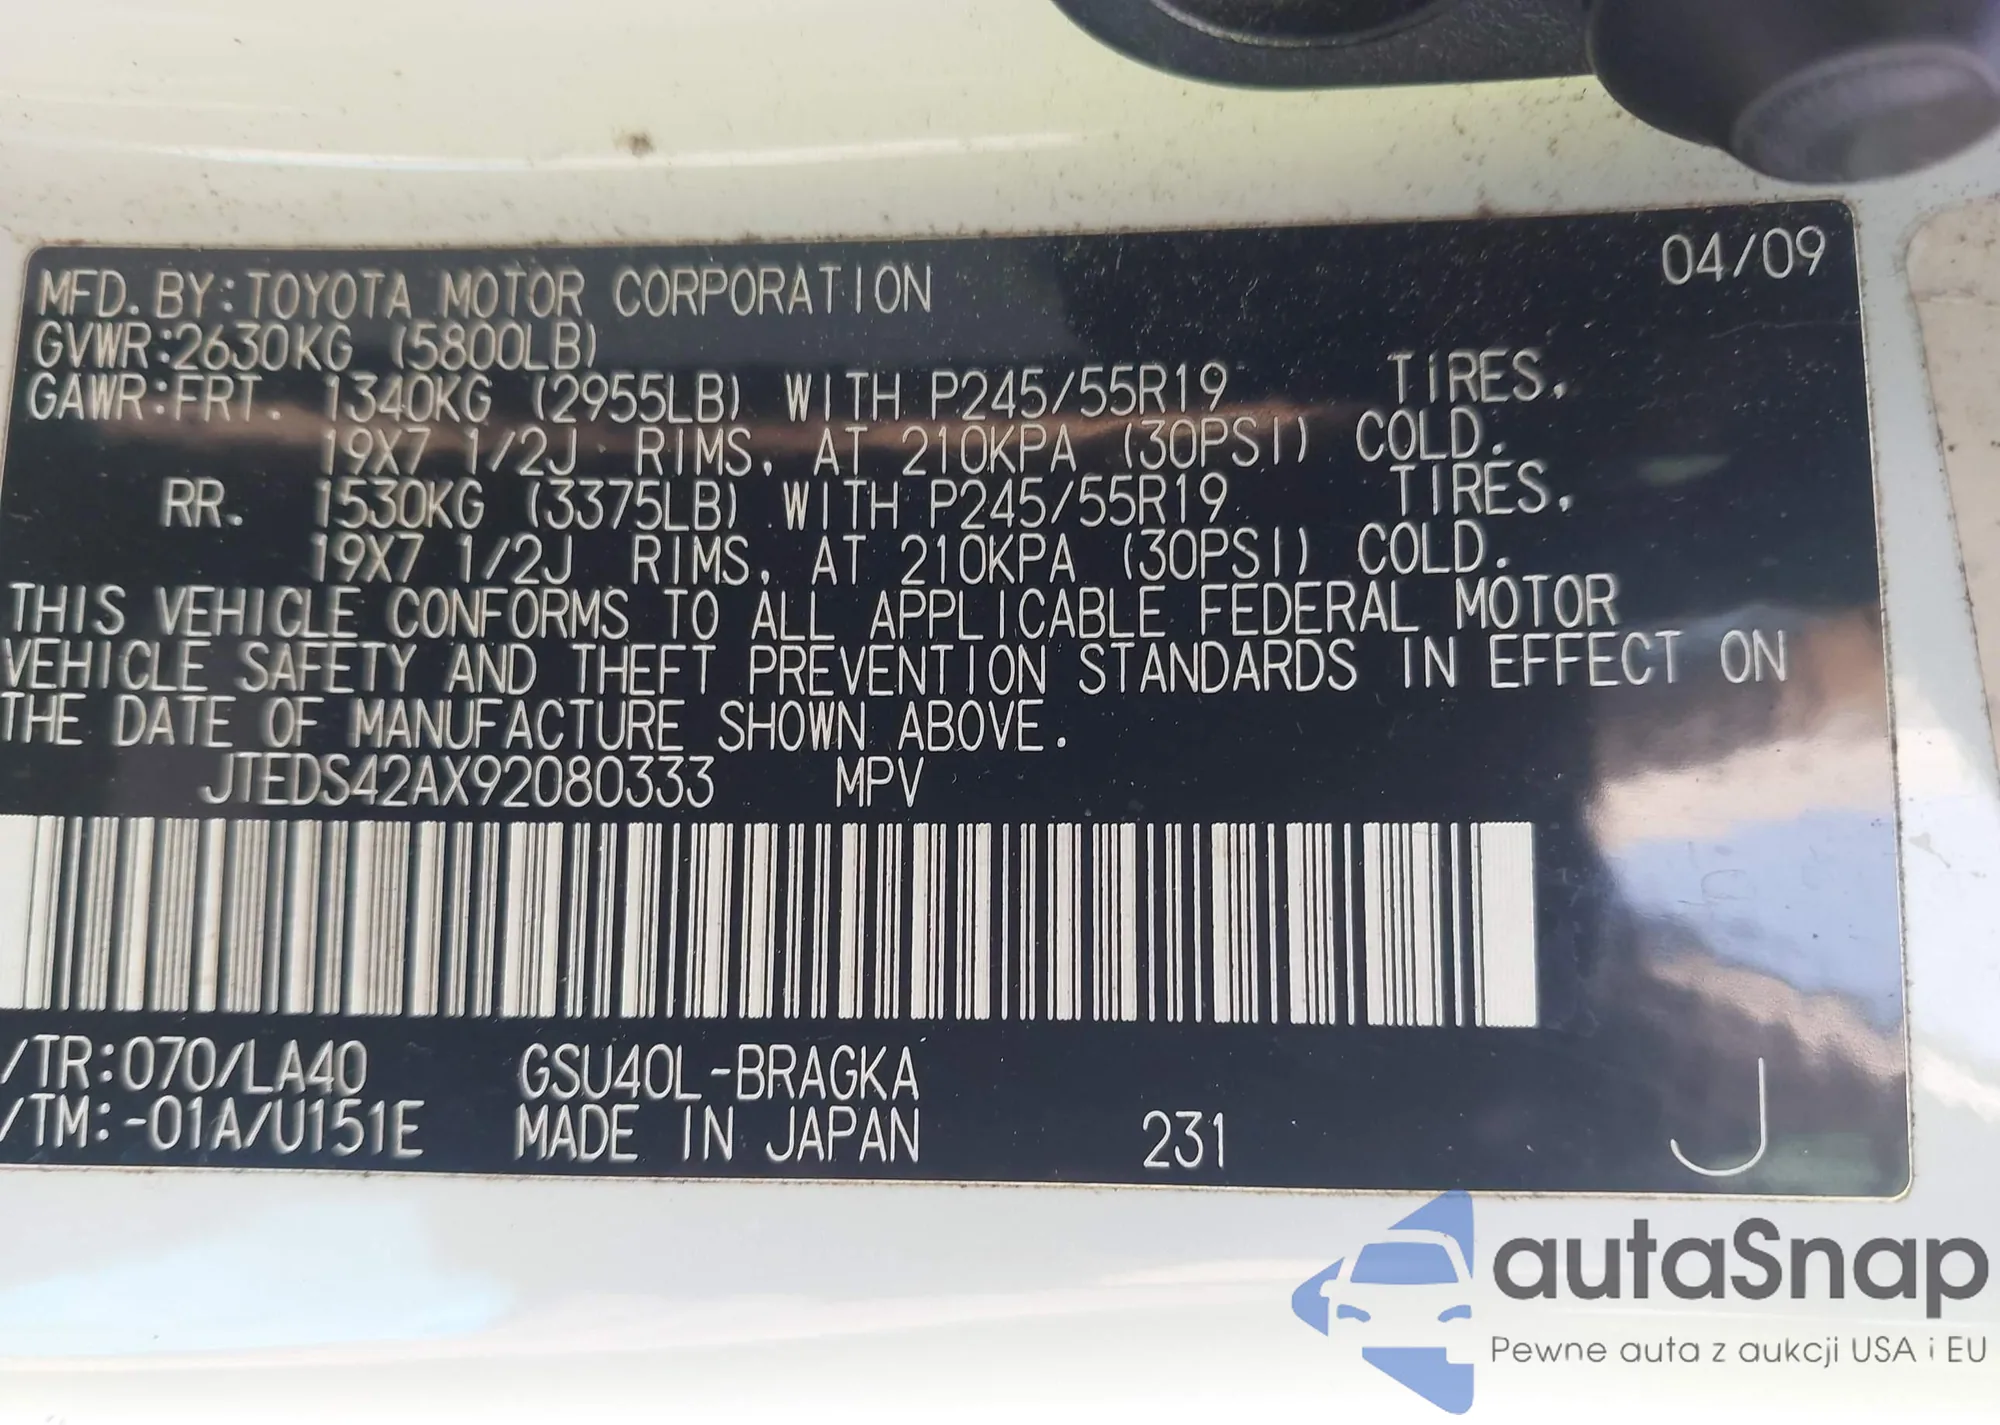 04/09
MFD.BY:TOYOTA MOTOR CORPORATION
GVWR:2630KG (5800LB)
GAWR:FRT. 1340KG (2955LB) WITH P245/55R19 TIRES,
19X7 1/2J RIMS, AT 210KPA (30PSI) COLD.
RR. 1530KG (3375LB) WITH P245/55R19 TIRES,
19X7 1/2J RIMS, AT 210KPA (30PSI) COLD.
THIS VEHICLE CONFORMS TO ALL APPLICABLE FEDERAL MOTOR
VEHICLE SAFETY AND THEFT PREVENTION STANDARDS IN EFFECT ON
THE DATE OF MANUFACTURE SHOWN ABOVE.
JTEDS42AX92080333 MPV
/TR:070/LA40 GSU40L-BRAGKA
/TM:-01A/U151E MADE IN JAPAN 231 J
autaSnap
Pewne auta z aukcji USA i EU